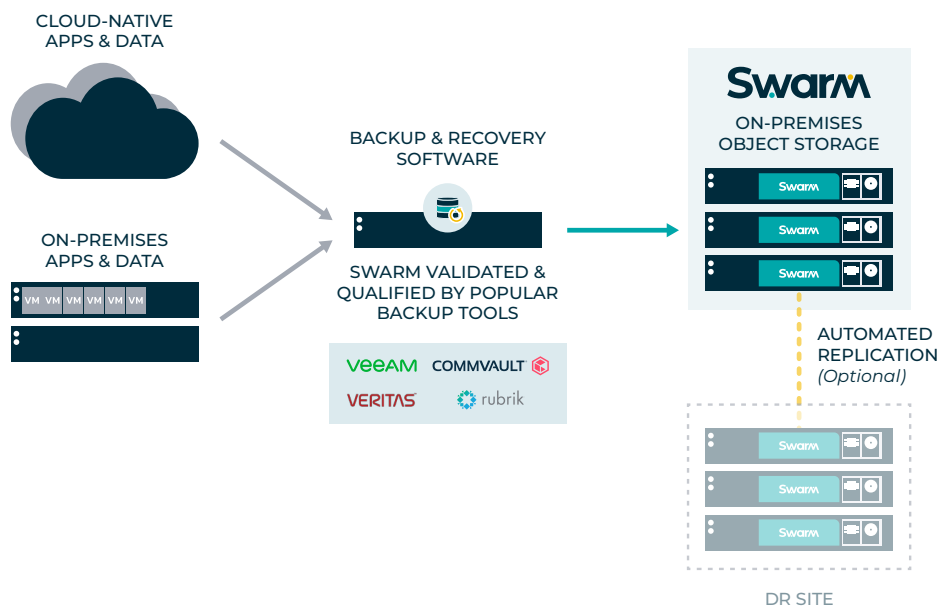 CLOUD-NATIVE
APPS & DATA
ON-PREMISES
APPS & DATA
VM VM VM VM VM VM
BACKUP & RECOVERY
SOFTWARE
SWARM VALIDATED &
QUALIFIED BY POPULAR
BACKUP TOOLS
veeAM
COMMVAULT
VERITAS
rubrik
Swarm
ON-PREMISES
OBJECT STORAGE
Swarm
Swarm
Swarm
AUTOMATED
REPLICATION
(Optional)
Swarm
Swarm
Swarm
DR SITE